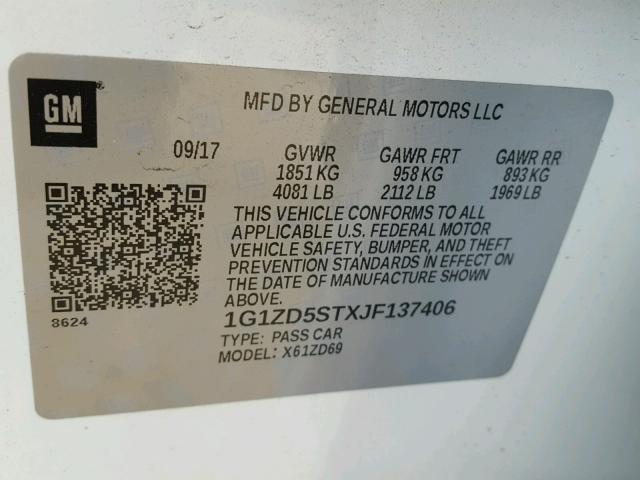 GM
MFD BY GENERAL MOTORS LLC
09/17 GVWR GAWR FRT GAWR RR
1851 KG 958 KG 893 KG
4081 LB 2112 LB 1969 LB
THIS VEHICLE CONFORMS TO ALL
APPLICABLE U.S. FEDERAL MOTOR
VEHICLE SAFETY, BUMPER, AND THEFT
PREVENTION STANDARDS IN EFFECT ON
THE DATE OF MANUFACTURE SHOWN
ABOVE.
3624
1G1ZD5STXJF137406
TYPE: PASS CAR
MODEL: X61ZD69